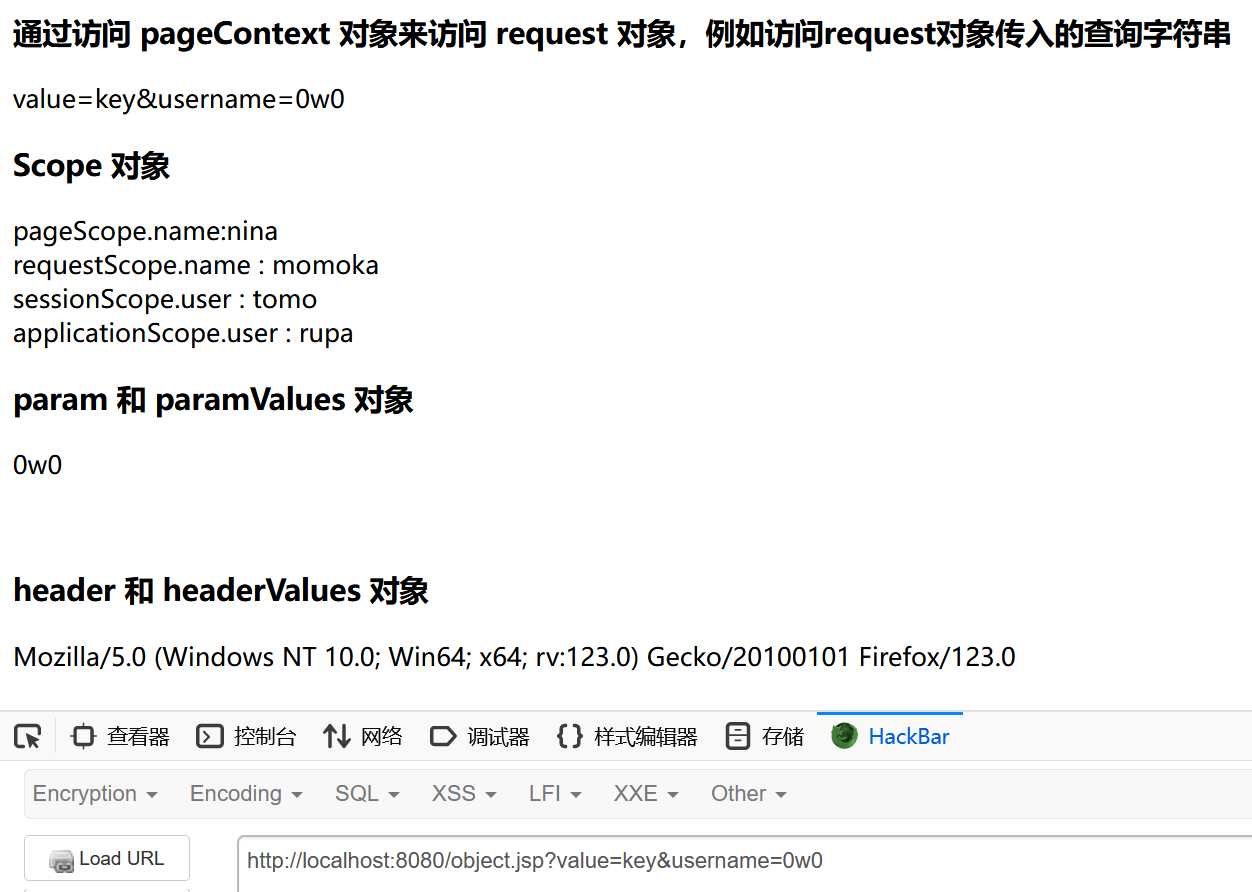 通过访问 pageContext 对象来访问 request 对象，例如访问request对象传入的查询字符串
value=key&username=0w0
Scope 对象
pageScope.name:nina
requestScope.name : momoka
sessionScope.user : tomo
applicationScope.user : rupa
param 和 paramValues 对象
0w0
header 和 headerValues 对象
Mozilla/5.0 (Windows NT 10.0; Win64; x64; rv:123.0) Gecko/20100101 Firefox/123.0
查看器 控制台 网络 调试器 样式编辑器 存储 HackBar
Encryption Encoding SQL XSS LFI XXE Other
Load URL http://localhost:8080/object.jsp?value=key&username=0w0